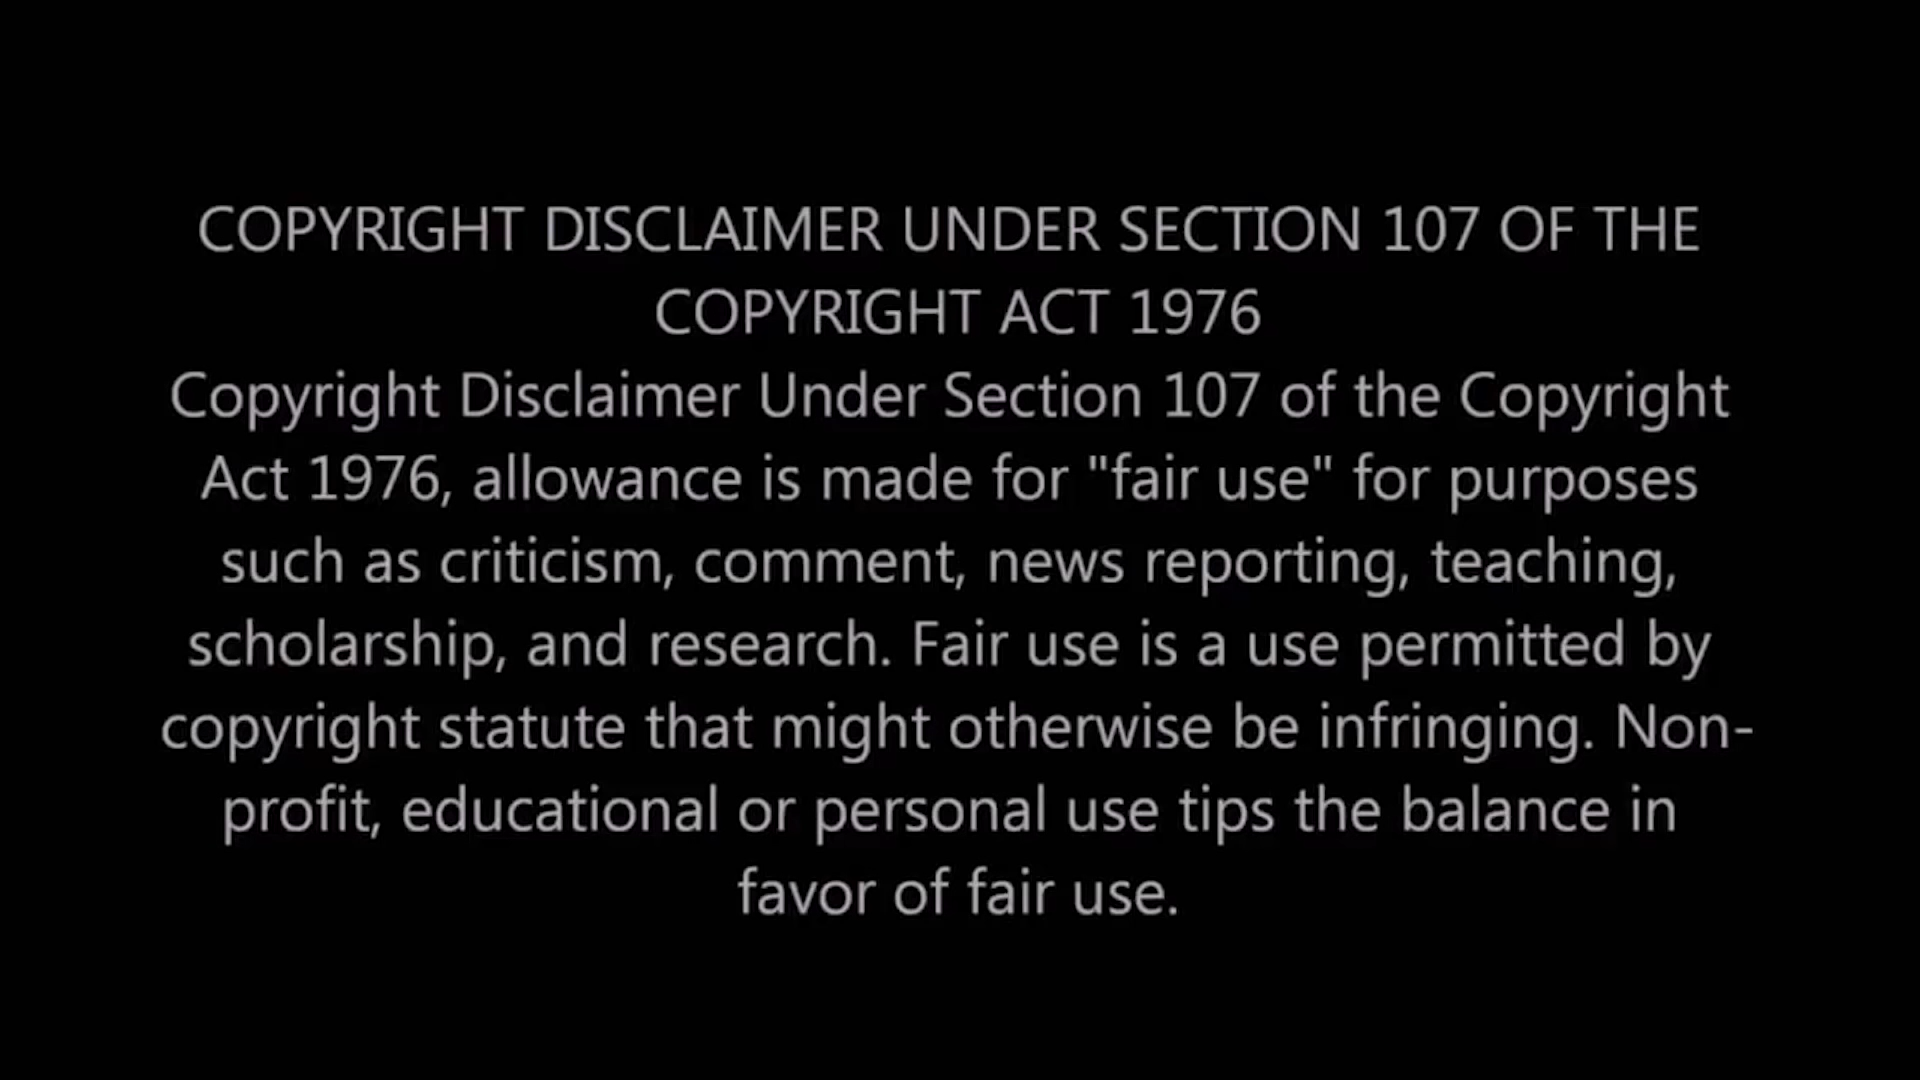 COPYRIGHT DISCLAIMER UNDER SECTION 107 OF THE
COPYRIGHT ACT 1976
Copyright Disclaimer Under Section 107 of the Copyright
Act 1976, allowance is made for "fair use" for purposes
such as criticism, comment, news reporting, teaching,
scholarship, and research. Fair use is a use permitted by
copyright statute that might otherwise be infringing. Non-
profit, educational or personal use tips the balance in
favor of fair use.